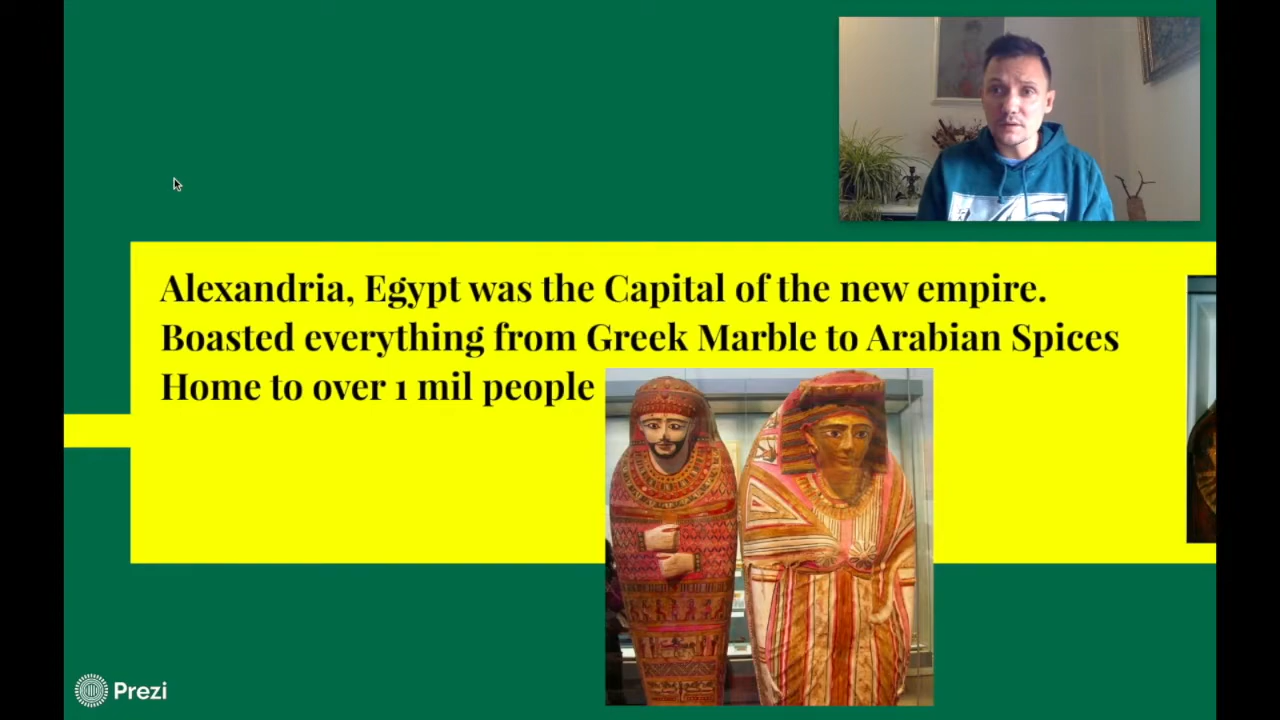 Alexandria, Egypt was the Capital of the new empire.
Boasted everything from Greek Marble to Arabian Spices
Home to over 1 mil people
Prezi